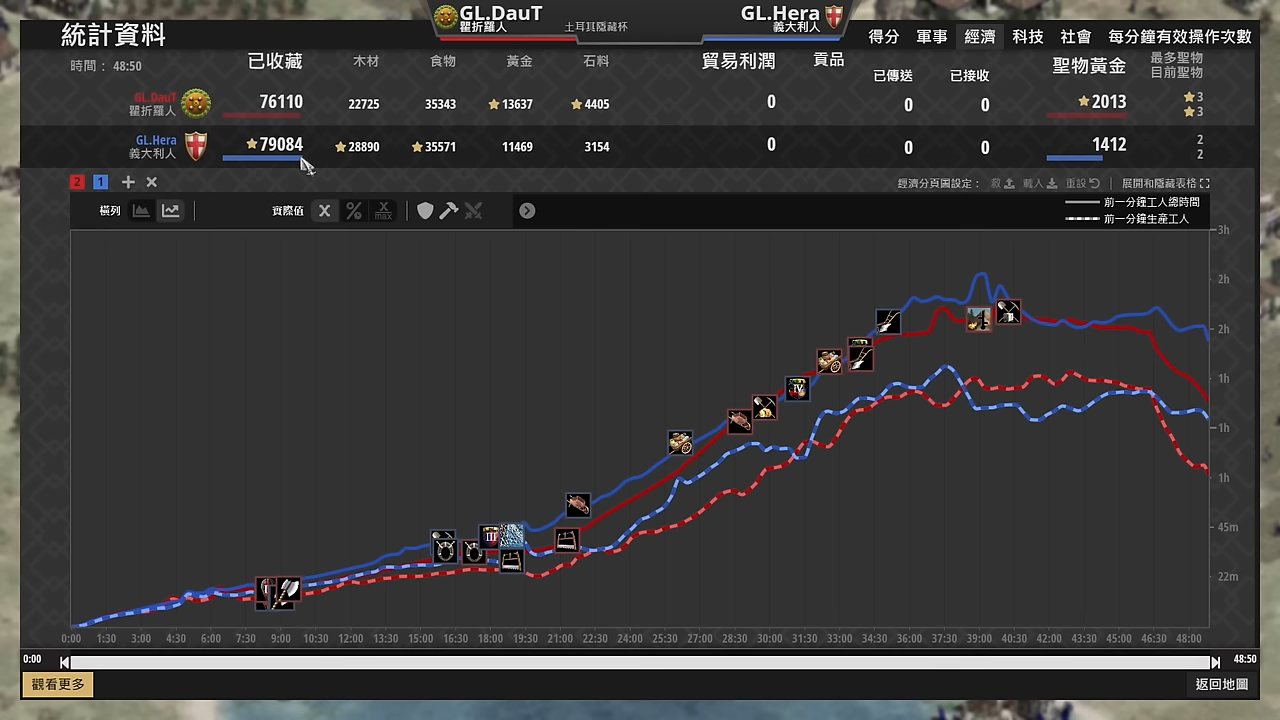 GL.DauT
瞿折羅人
土耳其隱藏杯
GL.Hera
義大利人
統計資料
得分 軍事 經濟 科技 社會 每分鐘有效操作次數
時間： 48:50
已收藏 木材 食物 黃金 石料 貿易利潤 貢品 已傳送 已接收 聖物黃金 最多聖物
目前聖物
GL.DauT
瞿折羅人
76110 22725 35343 13637 4405 0 0 0 2013 3
3
GL.Hera
義大利人
79084 28890 35571 11469 3154 0 0 0 1412 2
2
2 1
經濟分頁圖設定： 載入 重設 展開和隱藏表格
橫列 實際值 X % X max
前一分鐘工人總時間
前一分鐘生產工人
3h
2h
2h
1h
1h
1h
45m
22m
III
IV
0:00 1:30 3:00 4:30 6:00 7:30 9:00 10:30 12:00 13:30 15:00 16:30 18:00 19:30 21:00 22:30 24:00 25:30 27:00 28:30 30:00 31:30 33:00 34:30 36:00 37:30 39:00 40:30 42:00 43:30 45:00 46:30 48:00
0:00 48:50
觀看更多 返回地圖